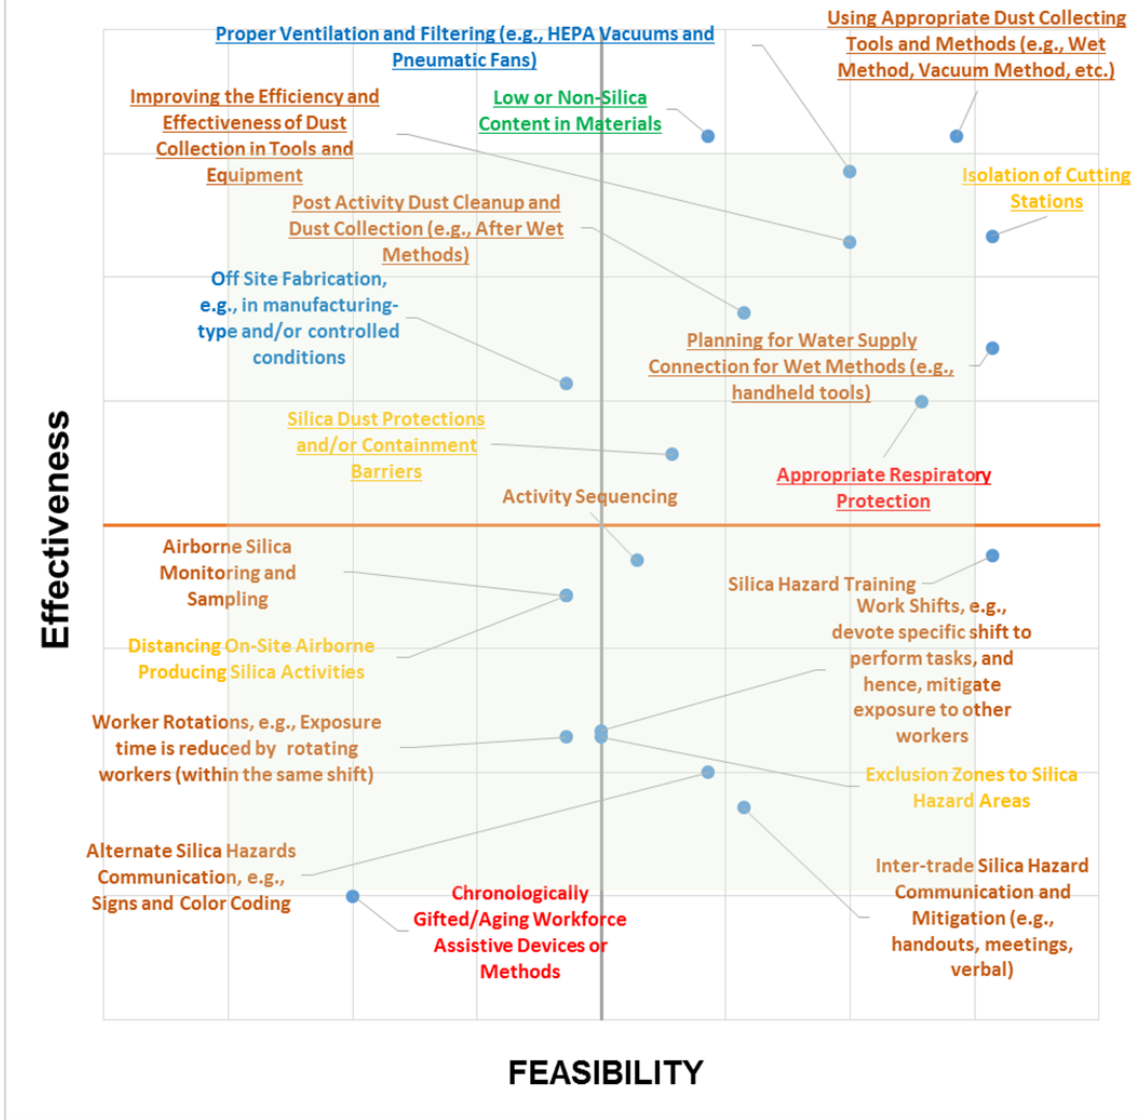 Proper Ventilation and Filtering (e.g., HEPA Vacuums and
Pneumatic Fans)
Using Appropriate Dust Collecting
Tools and Methods (e.g., Wet
Method, Vacuum Method, etc.)
Improving the Efficiency and
Effectiveness of Dust
Collection in Tools and
Equipment
Low or Non-Silica
Content in Materials
Isolation of Cutting
Stations
Post Activity Dust Cleanup and
Dust Collection (e.g., After Wet
Methods)
Off Site Fabrication,
e.g., in manufacturing-
type and/or controlled
conditions
Planning for Water Supply
Connection for Wet Methods (e.g.,
handheld tools)
Silica Dust Protections
and/or Containment
Barriers
Appropriate Respiratory
Protection
Activity Sequencing
Effectiveness
Airborne Silica
Monitoring and
Sampling
Silica Hazard Training
Work Shifts, e.g.,
devote specific shift to
perform tasks, and
hence, mitigate
exposure to other
workers
Distancing On-Site Airborne
Producing Silica Activities
Worker Rotations, e.g., Exposure
time is reduced by rotating
workers (within the same shift)
Exclusion Zones to Silica
Hazard Areas
Alternate Silica Hazards
Communication, e.g.,
Signs and Color Coding
Chronologically
Gifted/Aging Workforce
Assistive Devices or
Methods
Inter-trade Silica Hazard
Communication and
Mitigation (e.g.,
handouts, meetings,
verbal)
FEASIBILITY